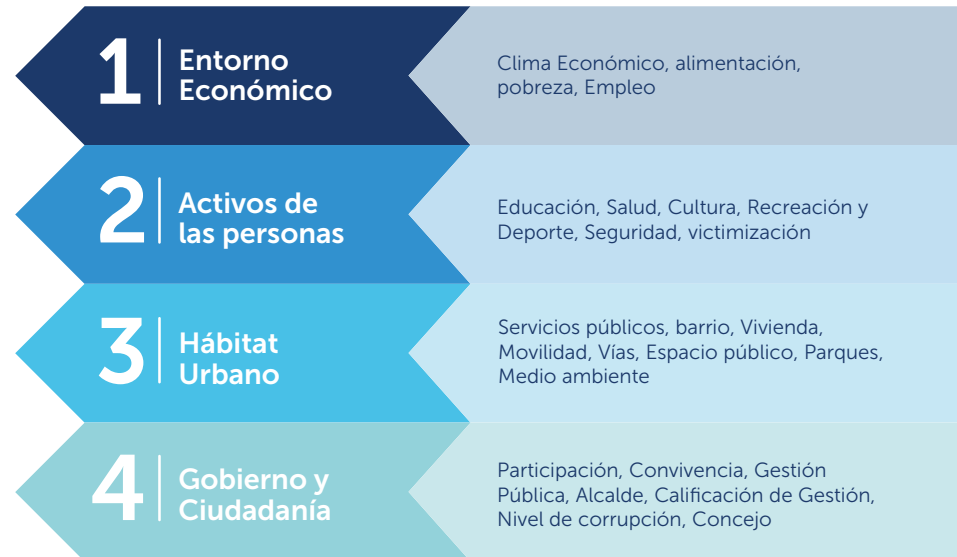 1
Entorno
Económico
Clima Económico, alimentación,
pobreza, Empleo
2
Activos de
las personas
Educación, Salud, Cultura, Recreación y
Deporte, Seguridad, victimización
3
Hábitat
Urbano
Servicios públicos, barrio, Vivienda,
Movilidad, Vías, Espacio público, Parques,
Medio ambiente
4
Gobierno y
Ciudadanía
Participación, Convivencia, Gestión
Pública, Alcalde, Calificación de Gestión,
Nivel de corrupción, Concejo